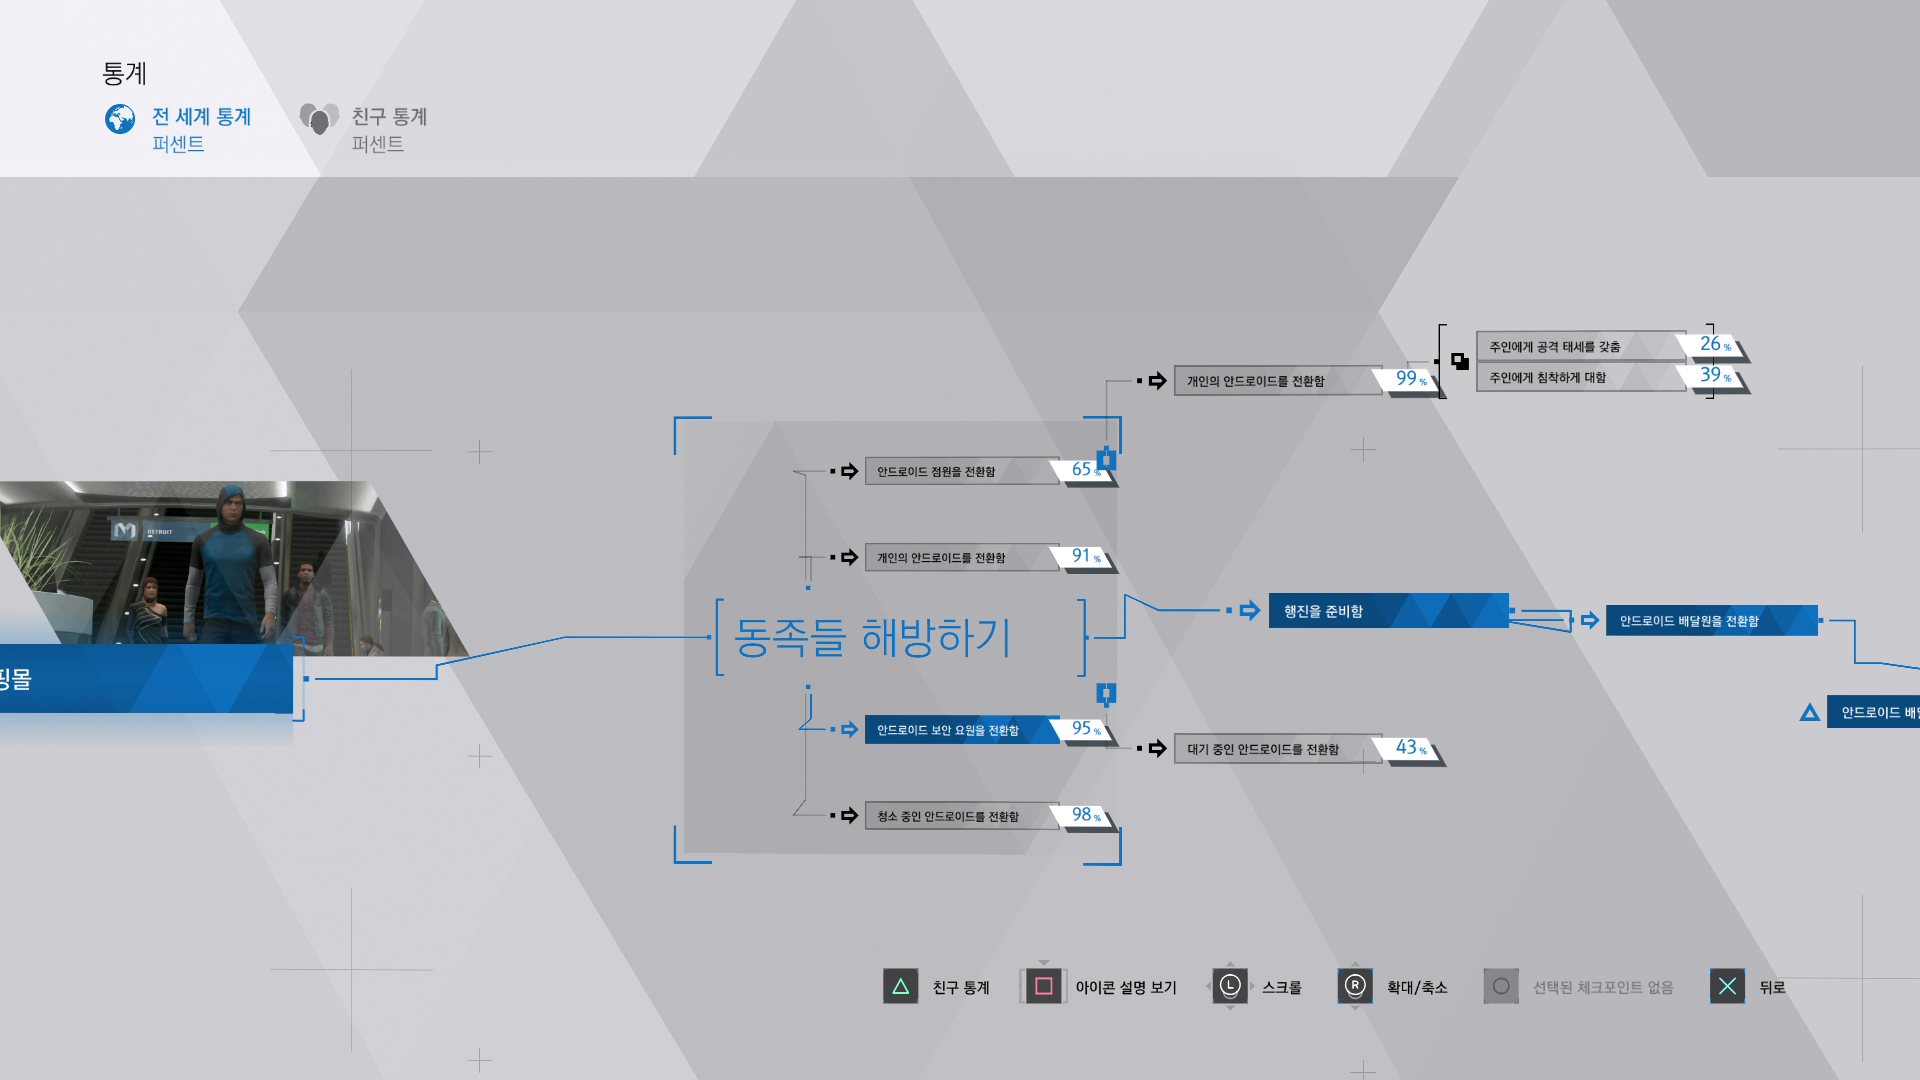 통계
전 세계 통계
퍼센트
친구 통계
퍼센트
주인에게 공격 태세를 갖춤 26%
개인의 안드로이드를 전환함 99%
주인에게 침착하게 대함 39%
안드로이드 점원을 전환함 65%
DETROIT
개인의 안드로이드를 전환함 91%
행진을 준비함
안드로이드 배달원을 전환함
동족들 해방하기
핑몰
안드로이드 배달
안드로이드 보안 요원을 전환함 95%
대기 중인 안드로이드를 전환함 43%
청소 중인 안드로이드를 전환함 98%
친구 통계
아이콘 설명 보기
L 스크롤
R 확대/축소
선택된 체크포인트 없음
뒤로